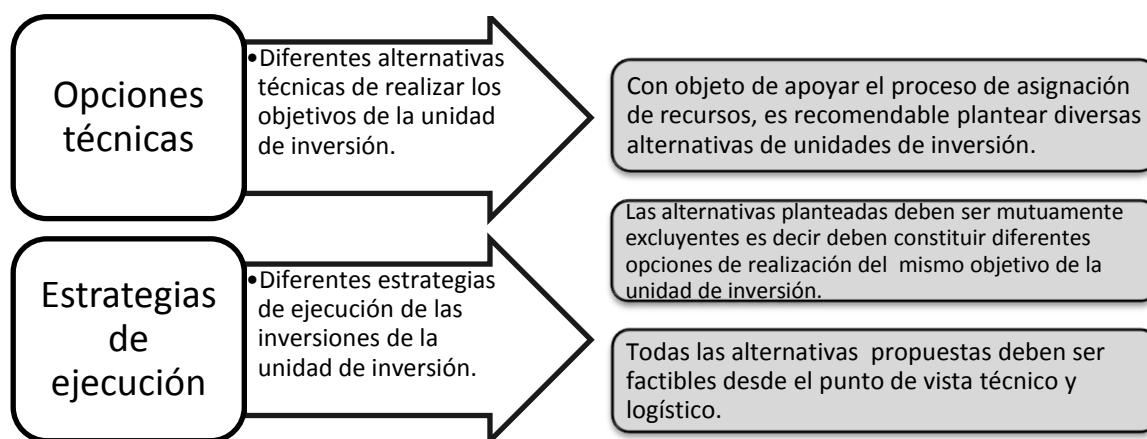 Opciones
técnicas
•Diferentes alternativas
técnicas de realizar los
objetivos de la unidad
de inversión.
Estrategias
de
ejecución
•Diferentes estrategias
de ejecución de las
inversiones de la
unidad de inversión.
Con objeto de apoyar el proceso de asignación
de recursos, es recomendable plantear diversas
alternativas de unidades de inversión.
Las alternativas planteadas deben ser mutuamente
excluyentes es decir deben constituir diferentes
opciones de realización del  mismo objetivo de la
unidad de inversión.
Todas las alternativas  propuestas deben ser
factibles desde el punto de vista técnico y
logístico.